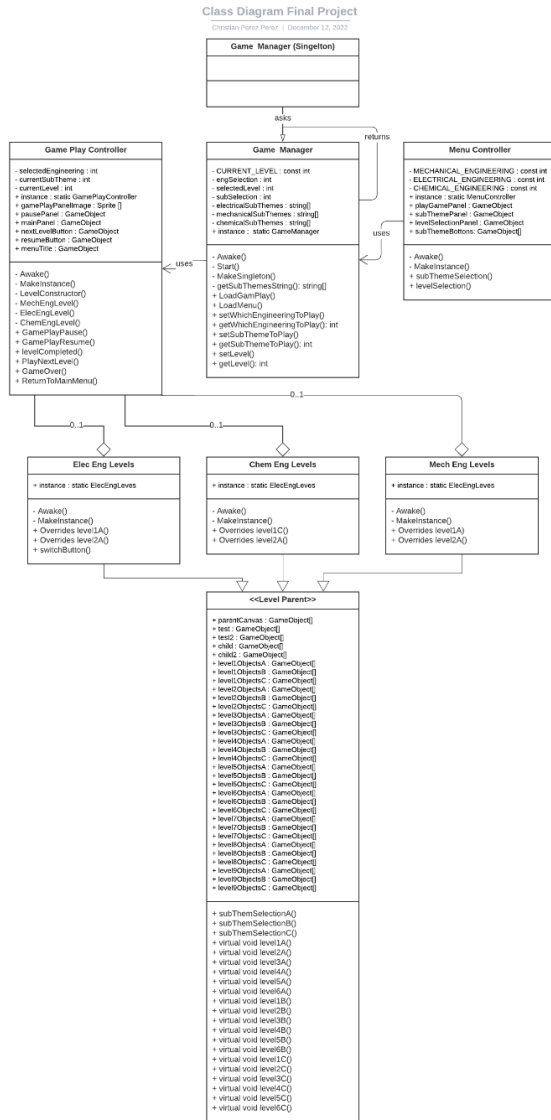 Class Diagram Final Project
Christian Perez Perez | December 12, 2022
Game Manager (Singelton)
asks
returns
Game Play Controller
- selectedEngineering : int
- currentSubTheme : int
- currentLevel : int
+ instance : static GamePlayController
+ gamePlayPanelImage : Sprite []
+ pausePanel : GameObject
+ mainPanel : GameObject
+ nextLevelButton : GameObject
+ resumeButton : GameObject
+ menuTitle : GameObject
- Awake()
- MakeInstance()
- LevelConstructor()
- MechEngLevel()
- ElecEngLevel()
- ChemEngLevel()
+ GamePlayPause()
+ GamePlayResume()
+ levelCompleted()
+ PlayNextLevel()
+ GameOver()
+ ReturnToMainMenu()
uses
Game Manager
- CURRENT_LEVEL : const int
- engSelection : int
- selectedLevel : int
- subSelection : int
- electricalSubThemes : string[]
- mechanicalSubThemes : string[]
- chemicalSubThemes : string[]
+ instance : static GameManager
- Awake()
- Start()
- MakeSingleton()
- getSubThemesString(): string[]
+ LoadGamPlay()
+ LoadMenu()
+ setWhichEngineeringToPlay()
+ getWhichEngineeringToPlay(): int
+ setSubThemeToPlay()
+ getSubThemeToPlay(): int
+ setLevel()
+ getLevel(): int
uses
Menu Controller
- MECHANICAL_ENGINEERING : const int
- ELECTRICAL_ENGINEERING : const int
- CHEMICAL_ENGINEERING : const int
+ instance : static MenuController
+ playGamePanel : GameObject
+ subThemePanel : GameObject
+ levelSelectionPanel : GameObject
+ subThemeBottons: GameObject[]
- Awake()
- MakeInstance()
+ subThemeSelection()
+ levelSelection()
0..1
0..1
0..1
Elec Eng Levels
+ instance : static ElecEngLeves
- Awake()
- MakeInstance()
+ Overrides level1A()
+ Overrides level2A()
+ switchButton()
Chem Eng Levels
+ instance : static ElecEngLeves
- Awake()
- MakeInstance()
+ Overrides level1C()
+ Overrides level2A()
Mech Eng Levels
+ instance : static ElecEngLeves
- Awake()
- MakeInstance()
+ Overrides level1A)
+ Overrides level2A()
<<Level Parent>>
+ parentCanvas : GameObject[]
+ test : GameObject[]
+ test2 : GameObject[]
+ child : GameObject[]
+ child2 : GameObject[]
+ level1ObjectsA : GameObject[]
+ level1ObjectsB : GameObject[]
+ level1ObjectsC : GameObject[]
+ level2ObjectsA : GameObject[]
+ level2ObjectsB : GameObject[]
+ level2ObjectsC : GameObject[]
+ level3ObjectsA : GameObject[]
+ level3ObjectsB : GameObject[]
+ level3ObjectsC : GameObject[]
+ level4ObjectsA : GameObject[]
+ level4ObjectsB : GameObject[]
+ level4ObjectsC : GameObject[]
+ level5ObjectsA : GameObject[]
+ level5ObjectsB : GameObject[]
+ level5ObjectsC : GameObject[]
+ level6ObjectsA : GameObject[]
+ level6ObjectsB : GameObject[]
+ level6ObjectsC : GameObject[]
+ level7ObjectsA : GameObject[]
+ level7ObjectsB : GameObject[]
+ level7ObjectsC : GameObject[]
+ level8ObjectsA : GameObject[]
+ level8ObjectsB : GameObject[]
+ level8ObjectsC : GameObject[]
+ level9ObjectsA : GameObject[]
+ level9ObjectsB : GameObject[]
+ level9ObjectsC : GameObject[]
+ subThemSelectionA()
+ subThemSelectionB()
+ subThemSelectionC()
+ virtual void level1A()
+ virtual void level2A()
+ virtual void level3A()
+ virtual void level4A()
+ virtual void level5A()
+ virtual void level6A()
+ virtual void level1B()
+ virtual void level2B()
+ virtual void level3B()
+ virtual void level4B()
+ virtual void level5B()
+ virtual void level6B()
+ virtual void level1C()
+ virtual void level2C()
+ virtual void level3C()
+ virtual void level4C()
+ virtual void level5C()
+ virtual void level6C()